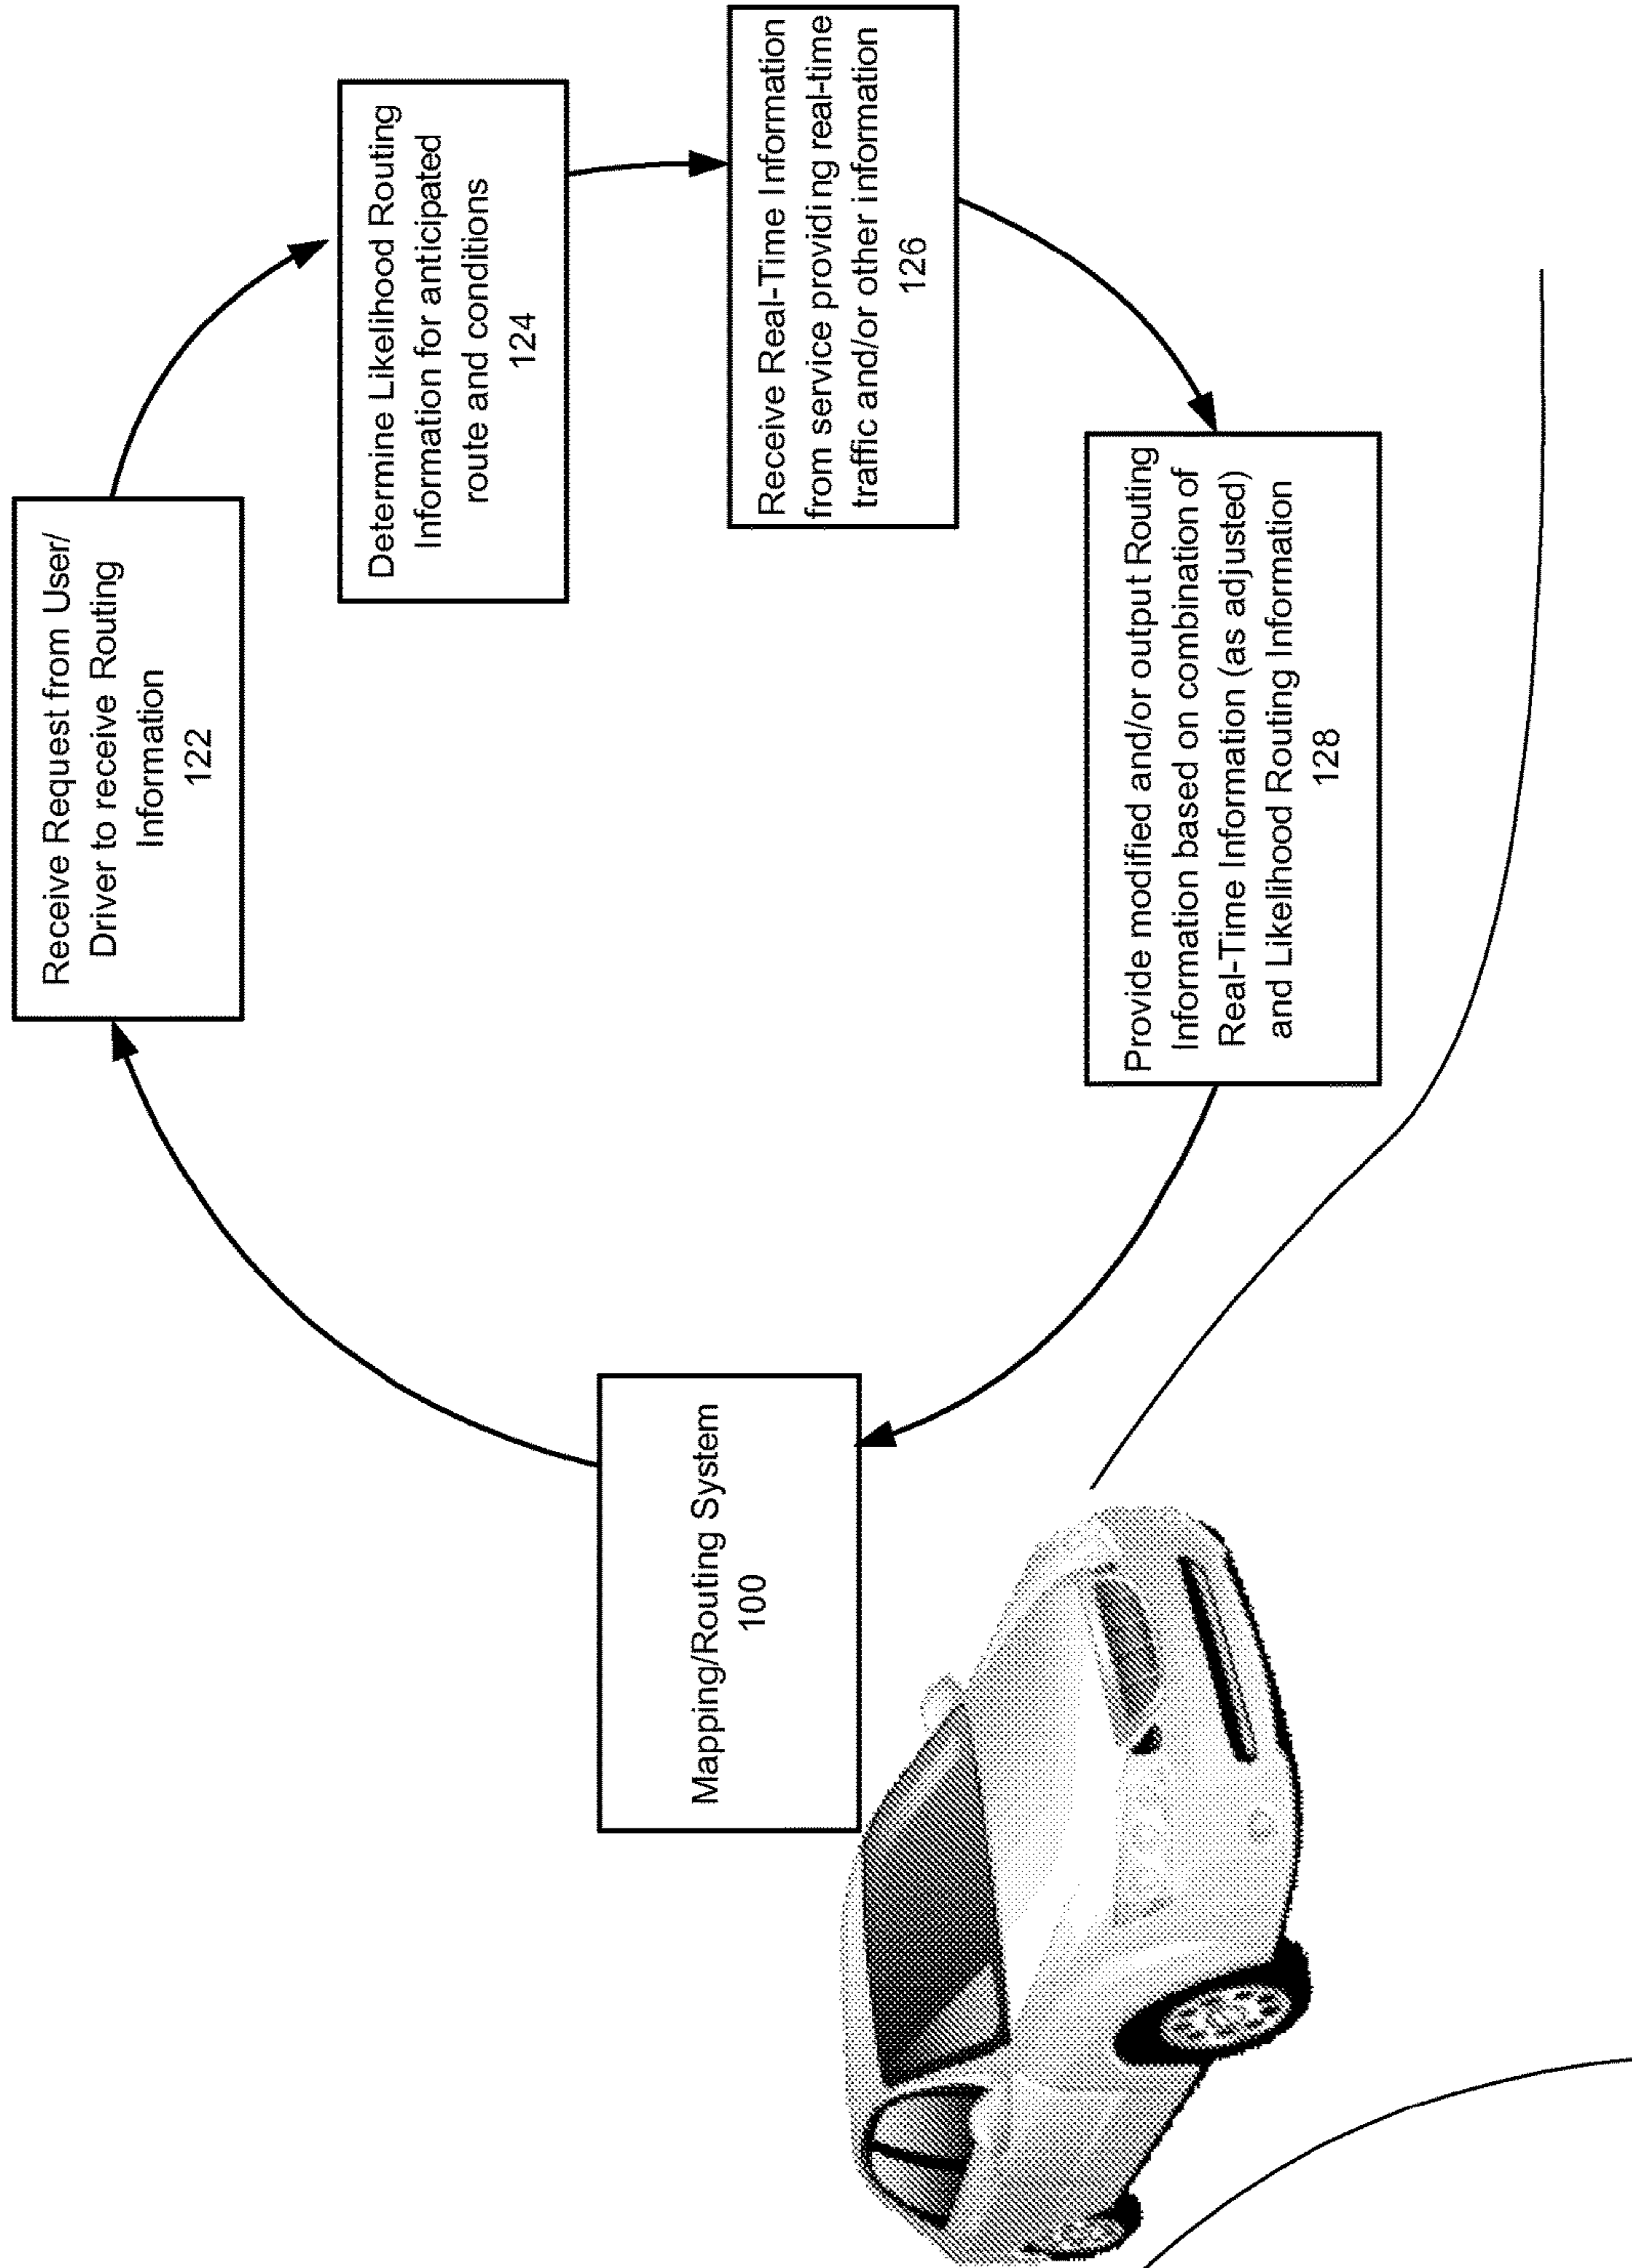 Receive Request from User/
Driver to receive Routing
Information
122
Determine Likelihood Routing
Information for anticipated
route and conditions
124
Receive Real-Time Information
from service providing real-time
traffic and/or other information
126
Provide modified and/or output Routing
Information based on combination of
Real-Time Information (as adjusted)
and Likelihood Routing Information
128
Mapping/Routing System
100